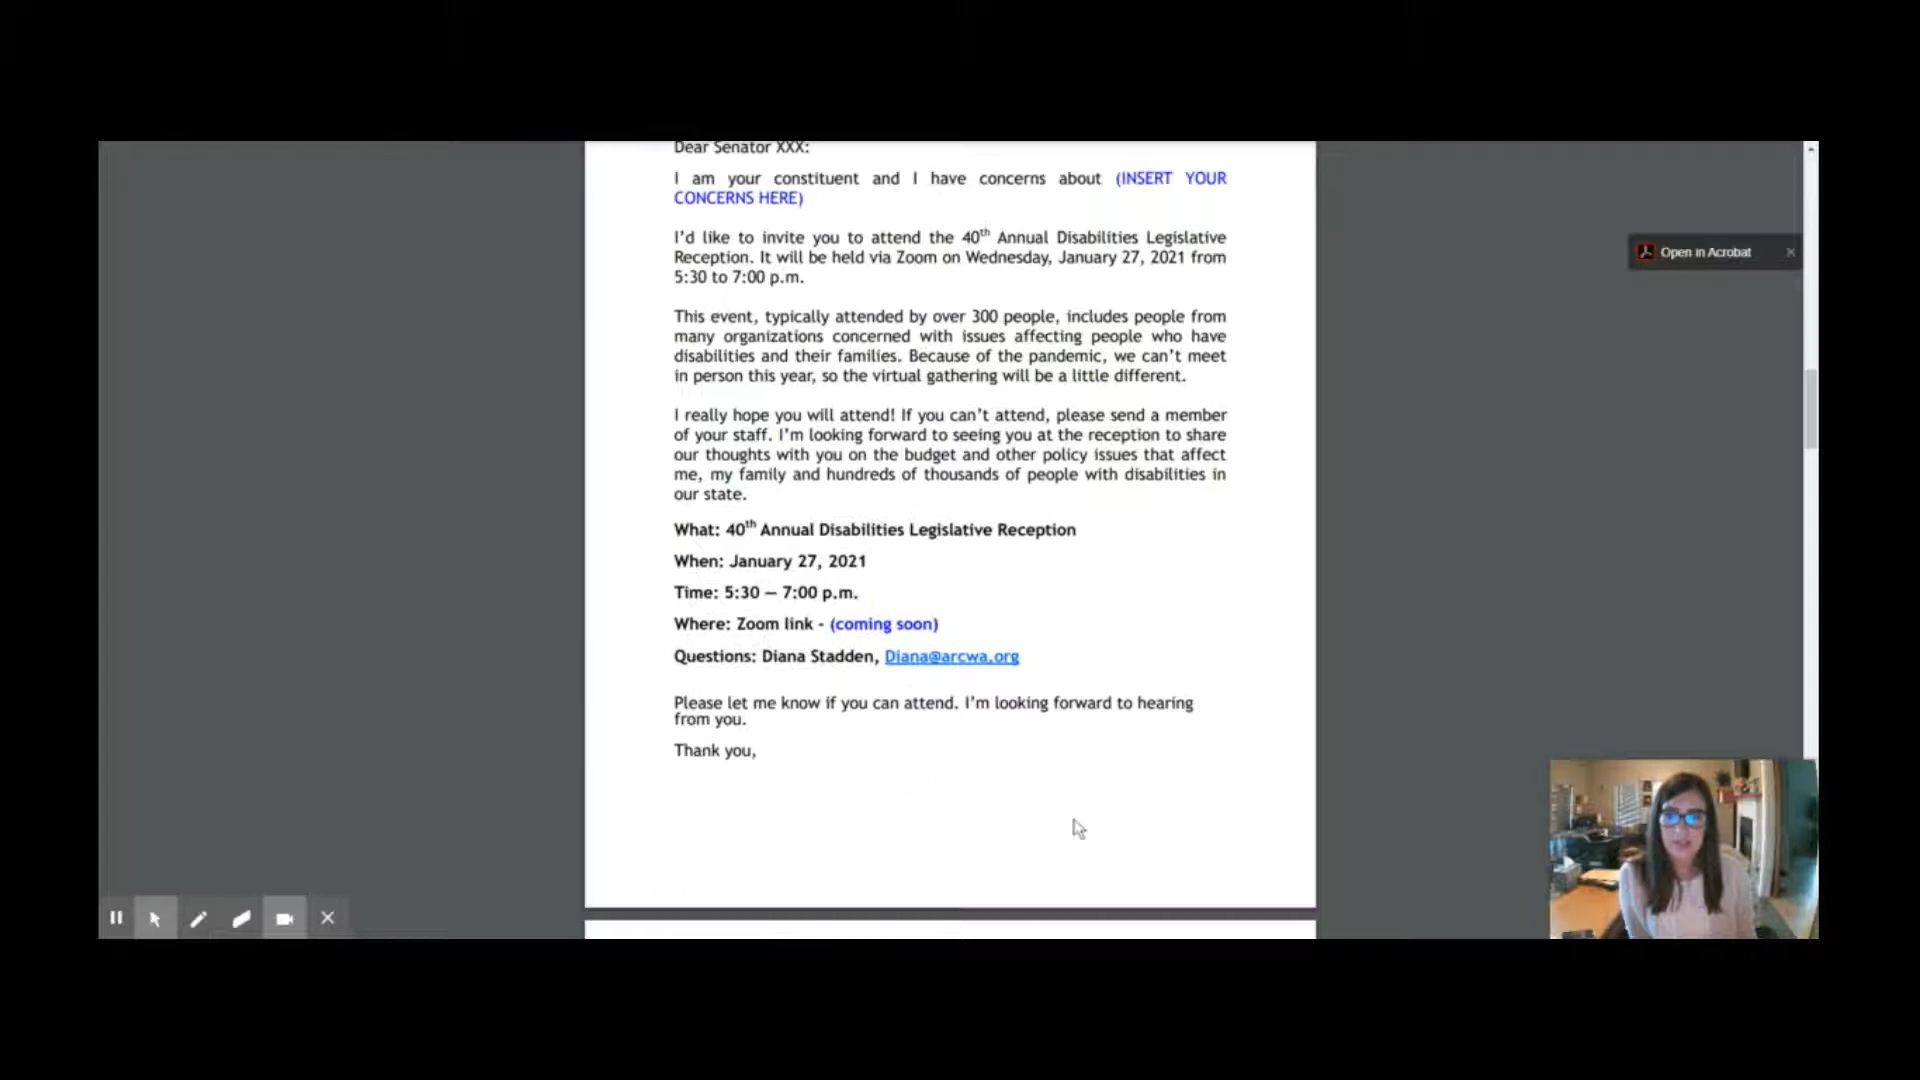 Dear Senator XXX:
I am your constituent and I have concerns about (INSERT YOUR
CONCERNS HERE)
I'd like to invite you to attend the 40th Annual Disabilities Legislative
Reception. It will be held via Zoom on Wednesday, January 27, 2021 from
5:30 to 7:00 p.m.
Open in Acrobat
This event, typically attended by over 300 people, includes people from
many organizations concerned with issues affecting people who have
disabilities and their families. Because of the pandemic, we can't meet
in person this year, so the virtual gathering will be a little different.
I really hope you will attend! If you can't attend, please send a member
of your staff. I'm looking forward to seeing you at the reception to share
our thoughts with you on the budget and other policy issues that affect
me, my family and hundreds of thousands of people with disabilities in
our state.
What: 40th Annual Disabilities Legislative Reception
When: January 27, 2021
Time: 5:30 — 7:00 p.m.
Where: Zoom link - (coming soon)
Questions: Diana Stadden, Diana@arcwa.org
Please let me know if you can attend. I'm looking forward to hearing
from you.
Thank you,